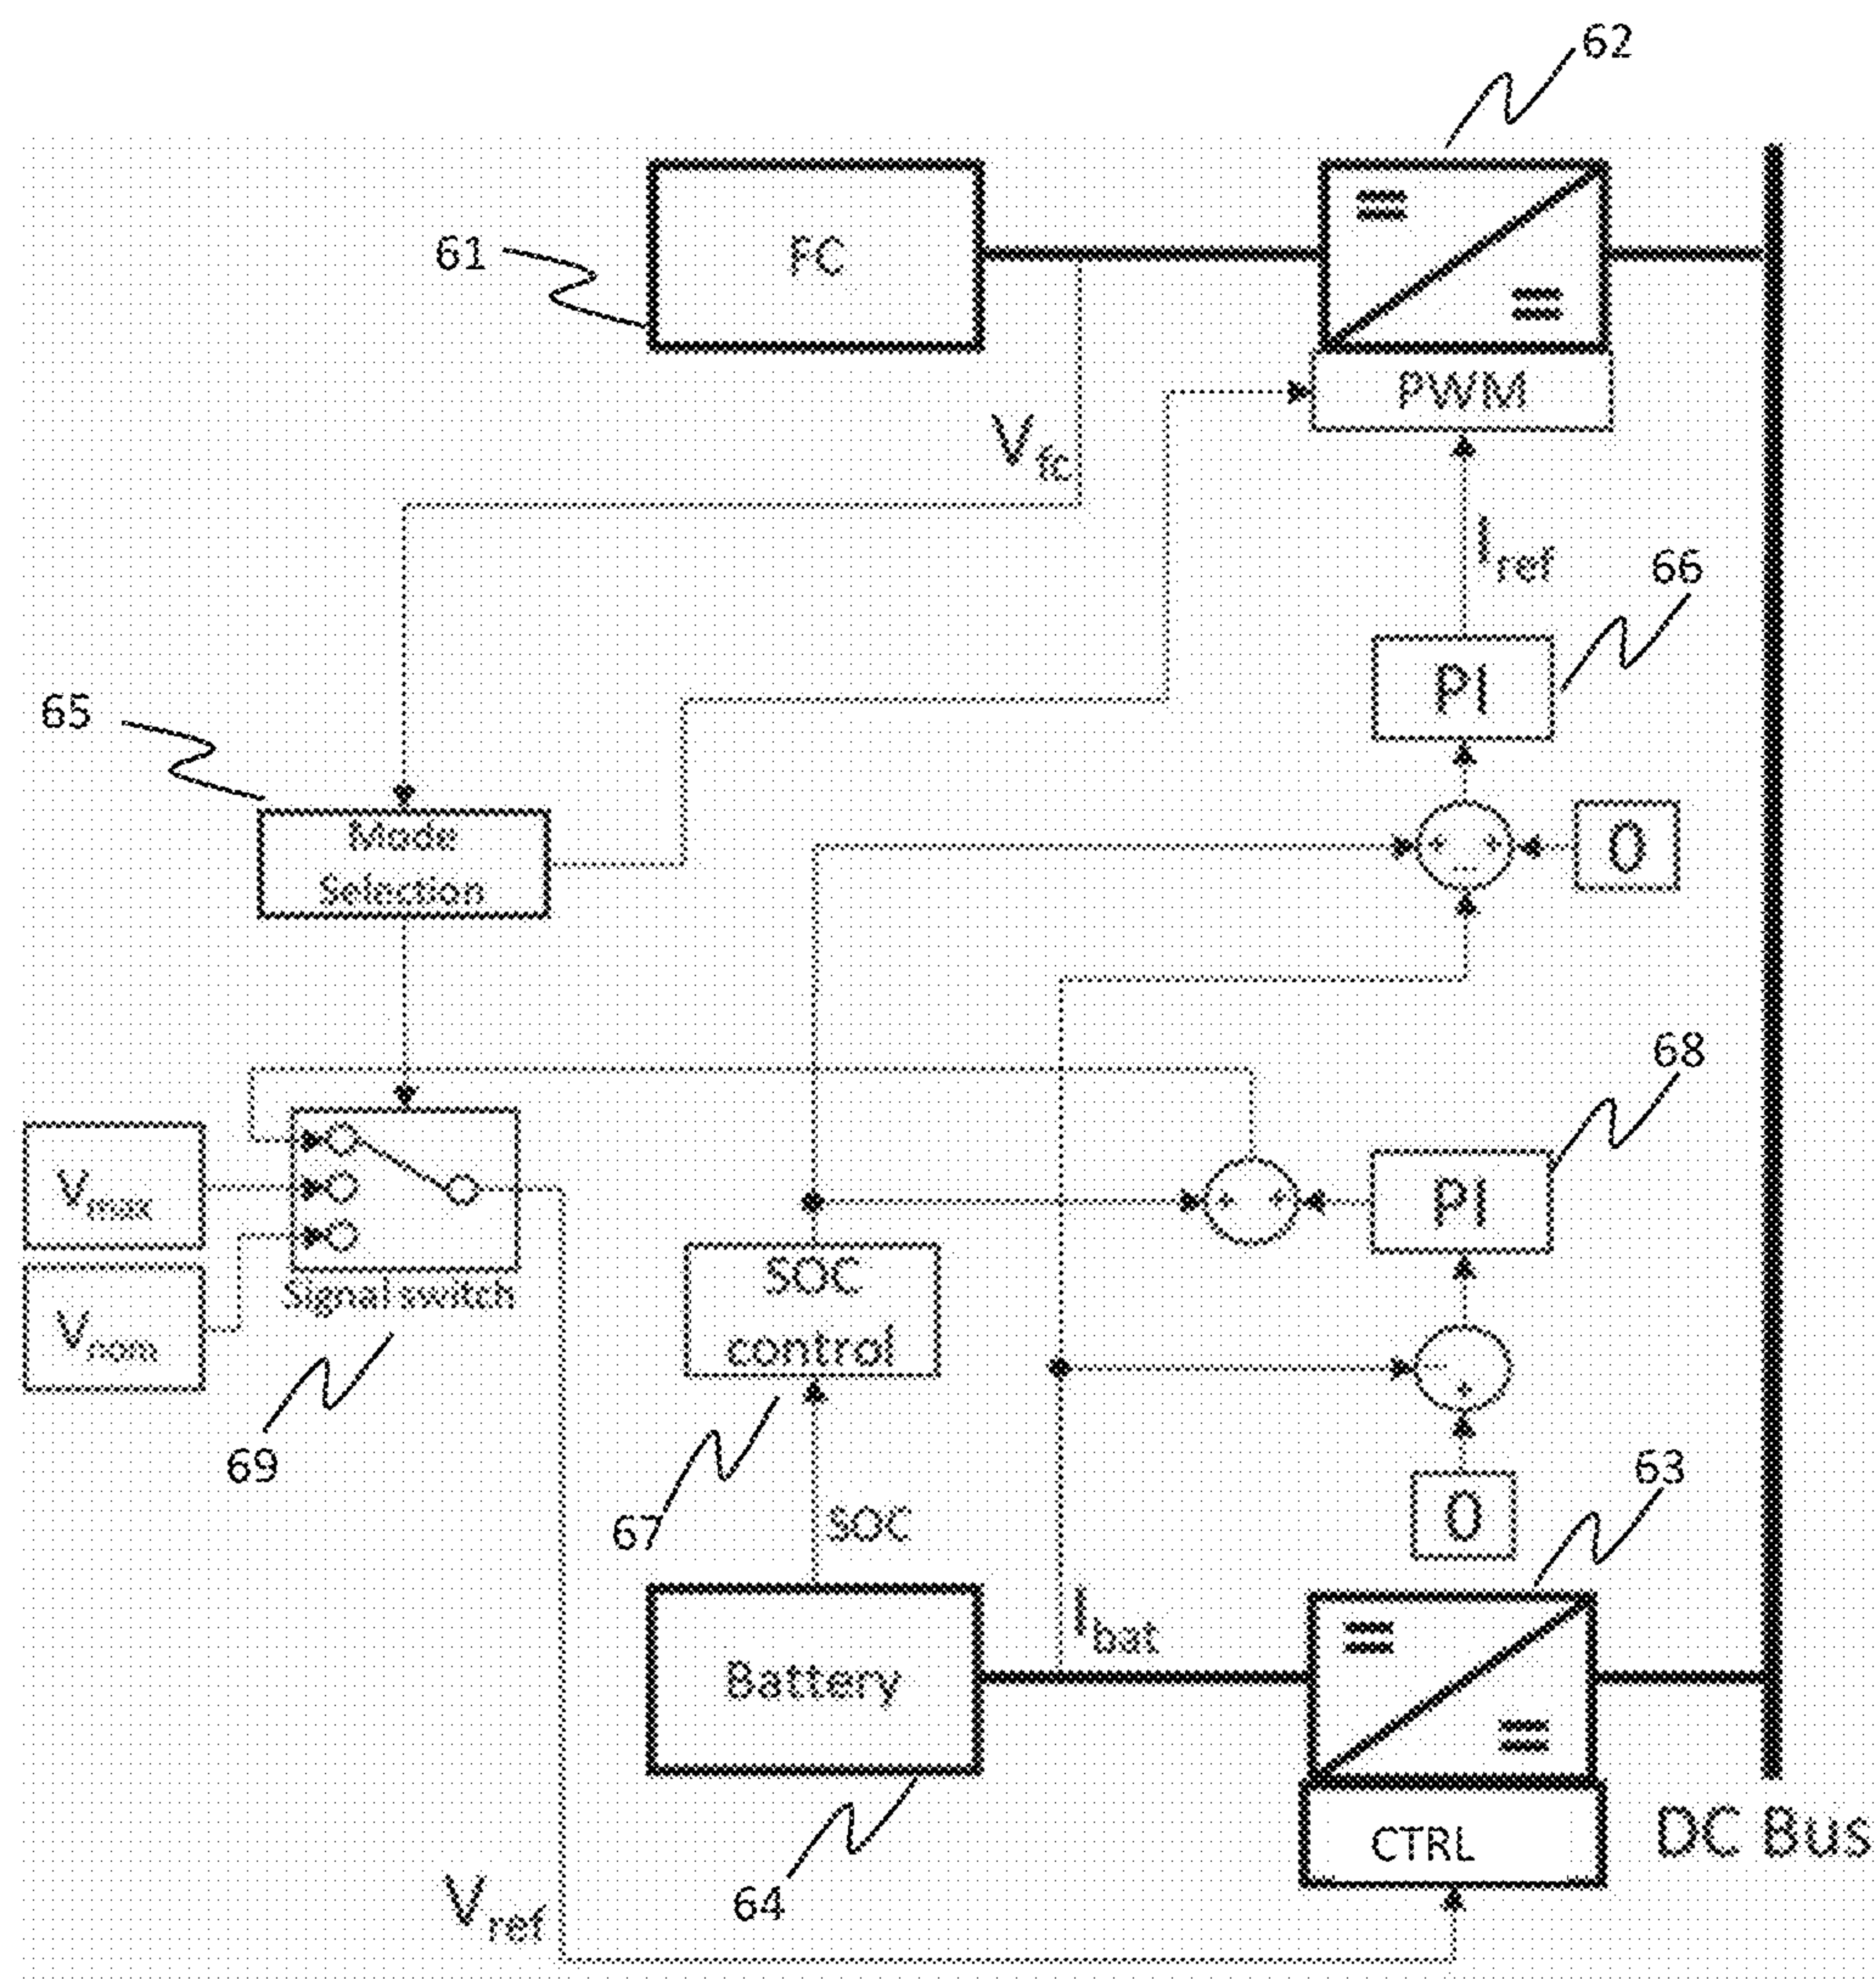 62
61
FC
PWM
Vfc
Iref
66
PI
65
Mode
Selection
+ - +
0
68
Vmax
Vnom
Signal switch
69
SOC
control
67
+ +
PI
-
+
0
63
SOC
Ibat
Battery
64
CTRL
DC Bus
Vref